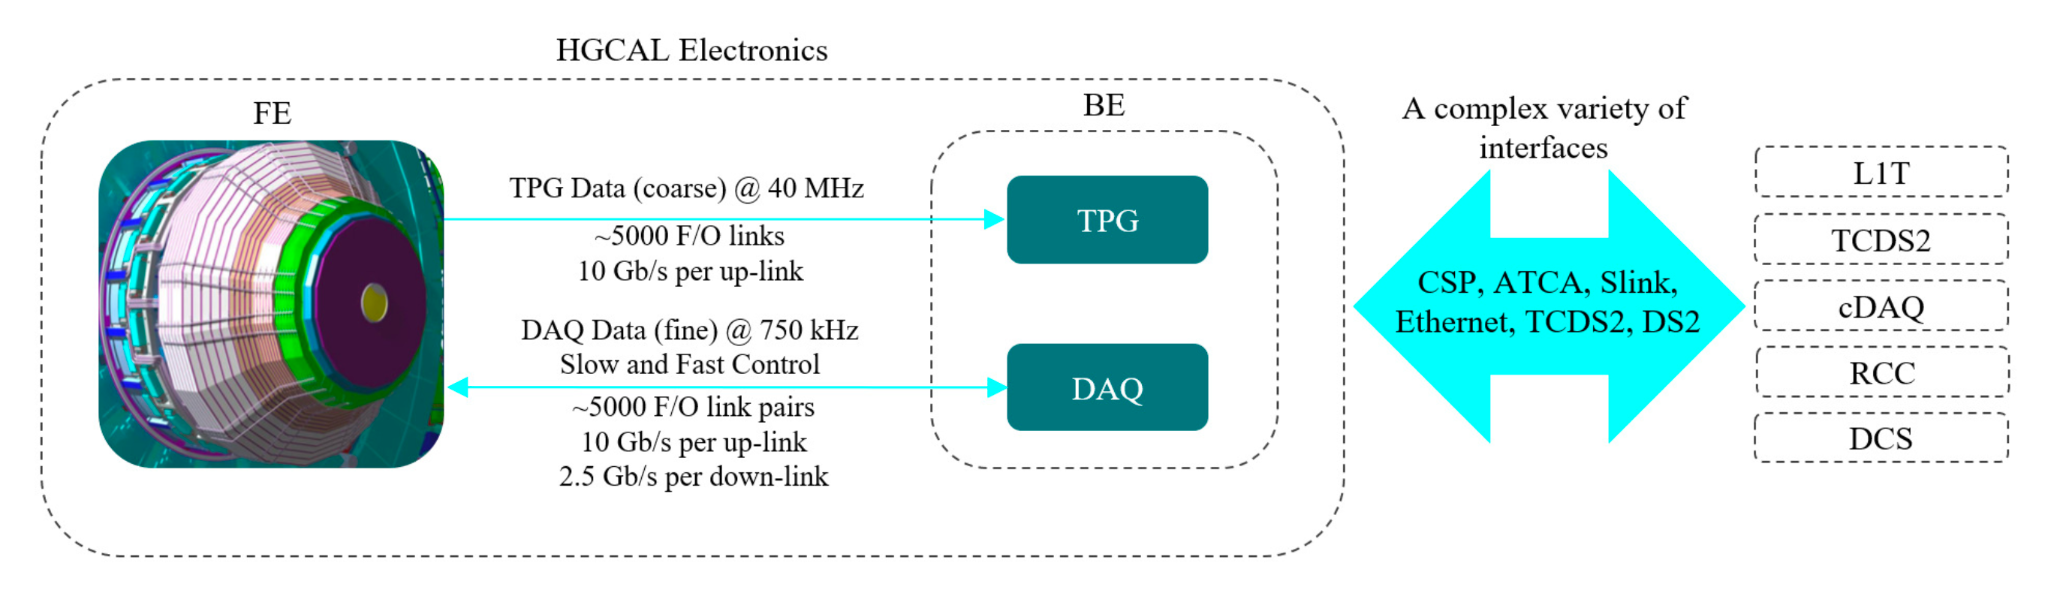 HGCAL Electronics
FE
BE
TPG Data (coarse) @ 40 MHz
~5000 F/O links
10 Gb/s per up-link
TPG
DAQ Data (fine) @ 750 kHz
Slow and Fast Control
~5000 F/O link pairs
10 Gb/s per up-link
2.5 Gb/s per down-link
DAQ
A complex variety of
interfaces
CSP, ATCA, Slink,
Ethernet, TCDS2, DS2
L1T
TCDS2
cDAQ
RCC
DCS